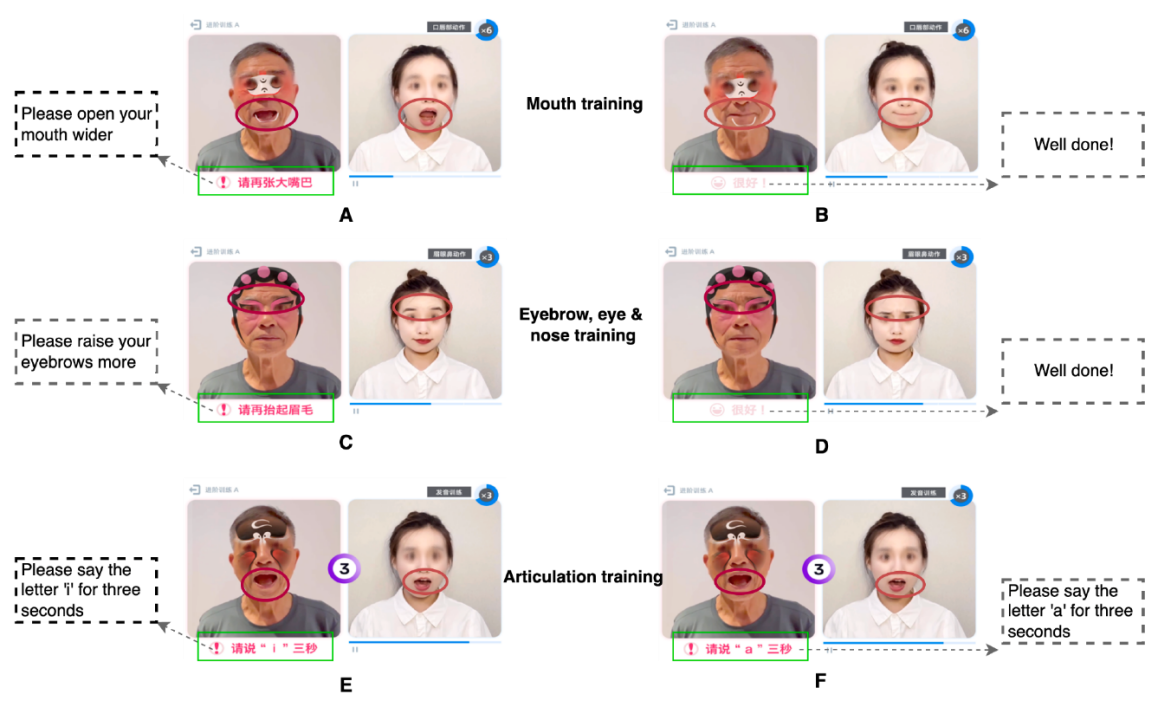 进阶训练 A
口唇部动作
×6
Please open your
mouth wider
请再张大嘴巴
A
Mouth training
进阶训练 A
口唇部动作
×6
很好！
Well done!
B
进阶训练 A
眉眼鼻动作
×3
Please raise your
eyebrows more
请再抬起眉毛
C
Eyebrow, eye &
nose training
进阶训练 A
眉眼鼻动作
×3
很好！
Well done!
D
进阶训练 A
发音训练
×3
3
Please say the
letter 'i' for three
seconds
请说“ i ”三秒
E
Articulation training
进阶训练 A
发音训练
×3
3
请说“ a ”三秒
Please say the
letter 'a' for three
seconds
F